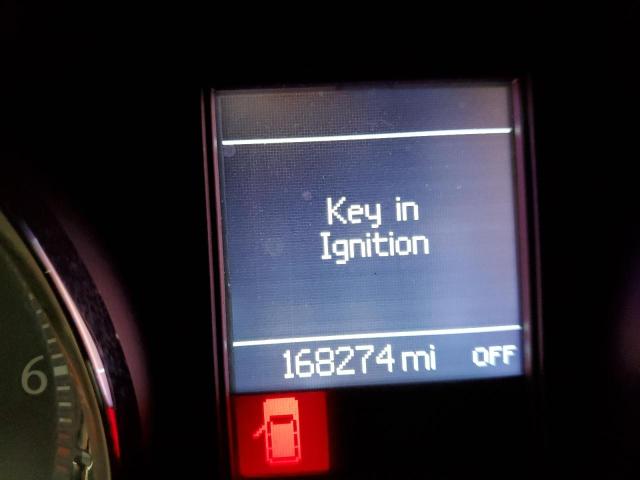 Key in
Ignition
168274 mi OFF
6